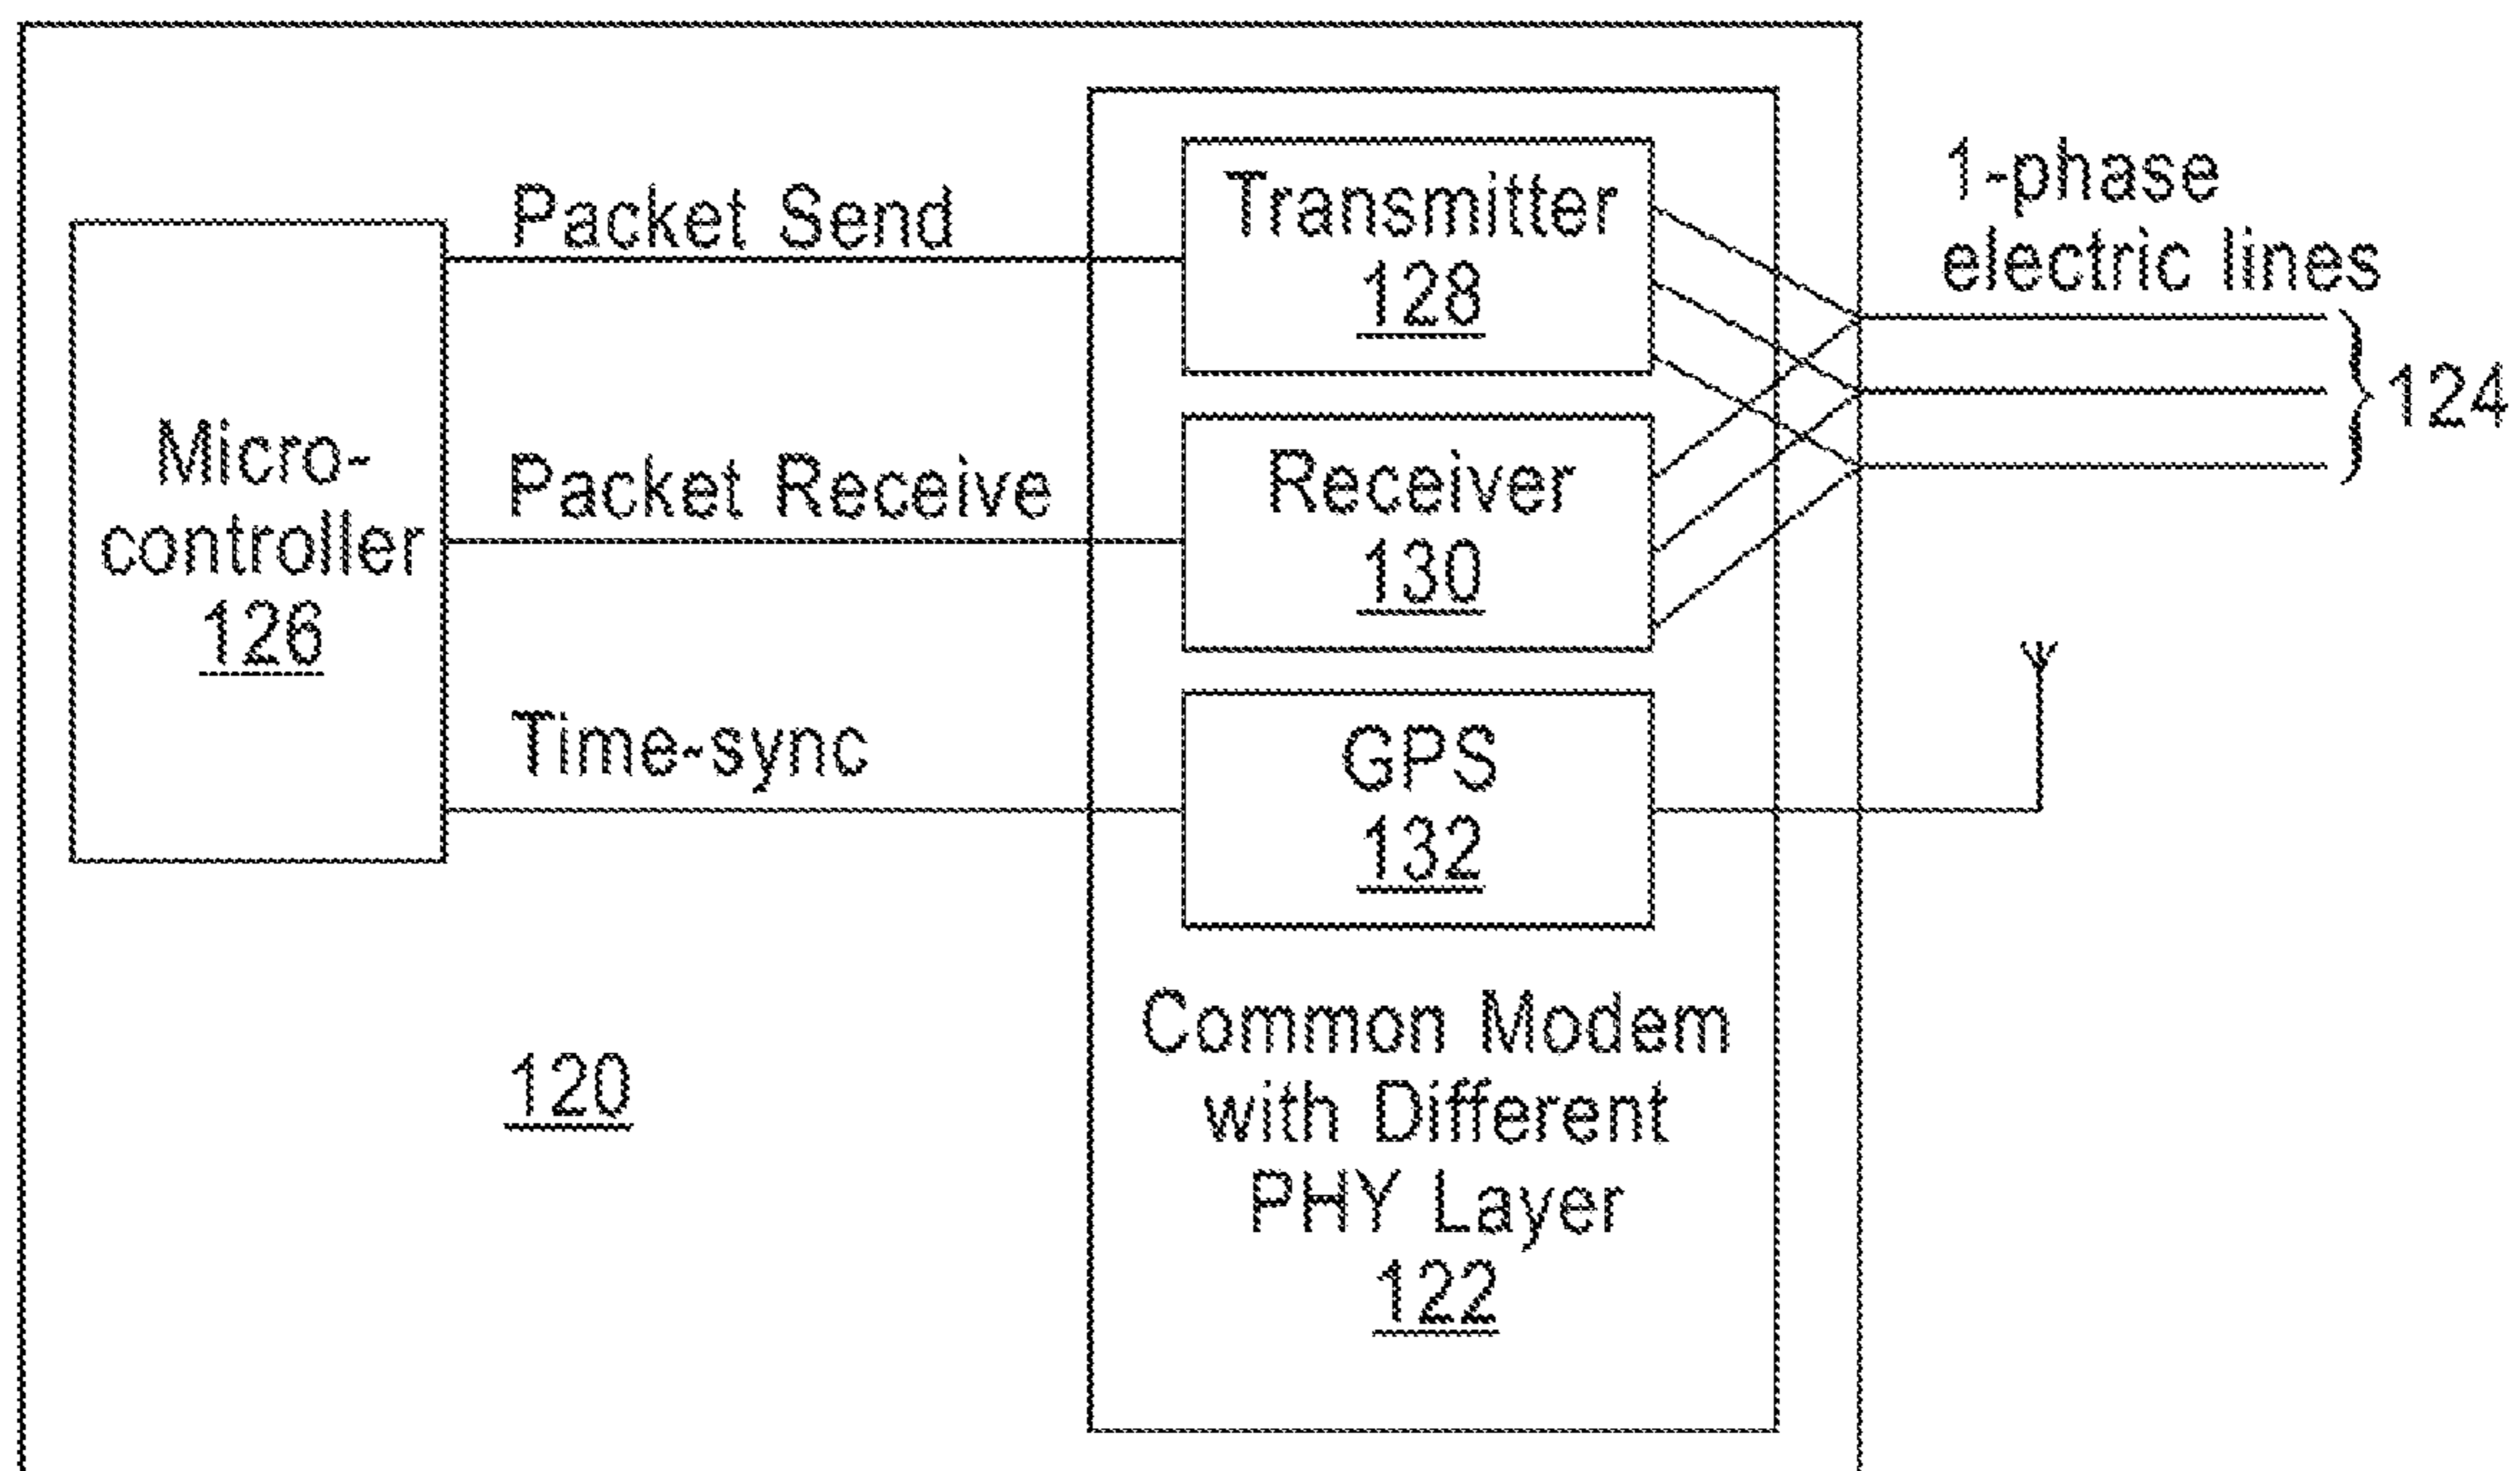 Packet Send
Packet Receive
Time-sync
Micro-
controller
126
Transmitter
128
Receiver
130
GPS
132
Common Modem
with Different
PHY Layer
122
120
1-phase
electric lines
124